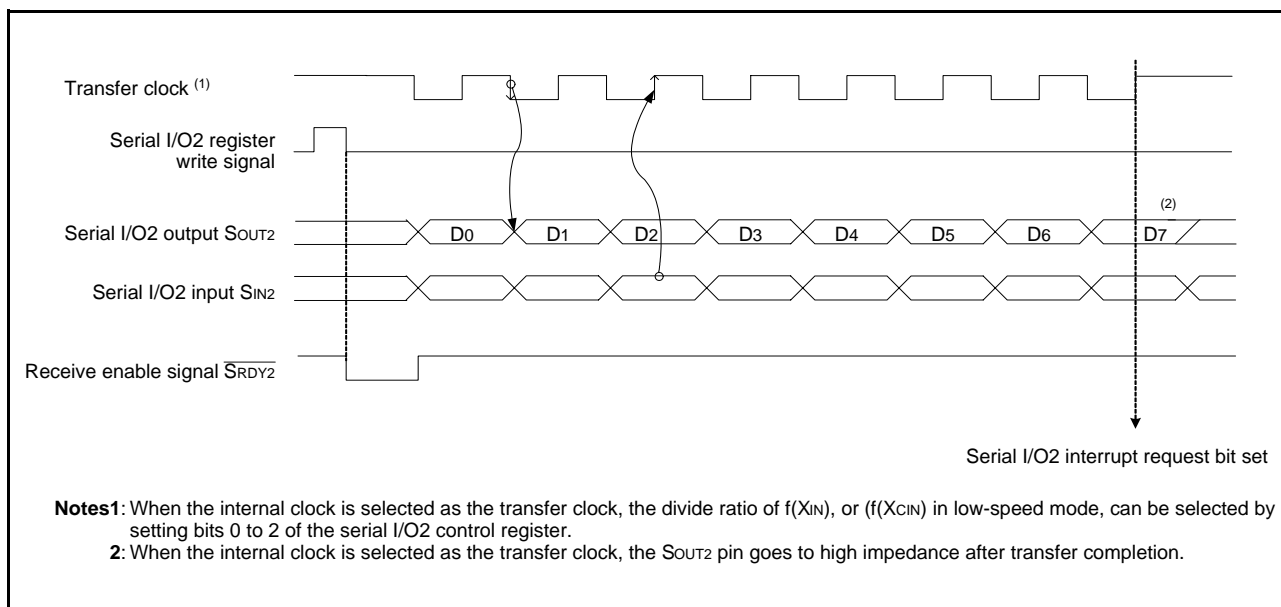 Transfer clock (1)
Serial I/O2 register
write signal
(2)
Serial I/O2 output SOUT2
D0 D1 D2 D3 D4 D5 D6 D7
Serial I/O2 input SIN2
Receive enable signal SRDY2
Serial I/O2 interrupt request bit set
Notes1: When the internal clock is selected as the transfer clock, the divide ratio of f(XIN), or (f(XCIN) in low-speed mode, can be selected by
setting bits 0 to 2 of the serial I/O2 control register.
2: When the internal clock is selected as the transfer clock, the SOUT2 pin goes to high impedance after transfer completion.